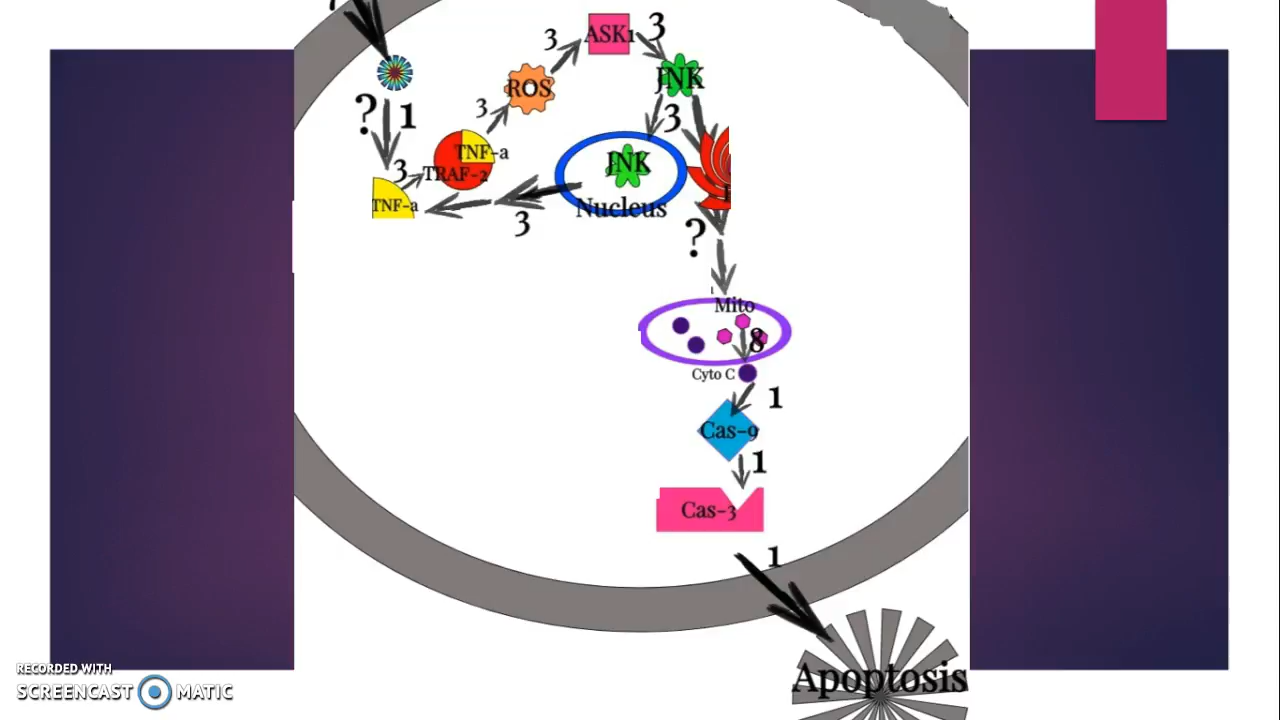 ?
3
ASK1
3
JNK
ROS
3
? 1
3
TNF-a
TRAF-2
3
JNK
TNF-a
Nucleus
3
?
Mito
8
Cyto C
1
Cas-9
1
Cas-3
1
Apoptosis
RECORDED WITH
SCREENCAST MATIC